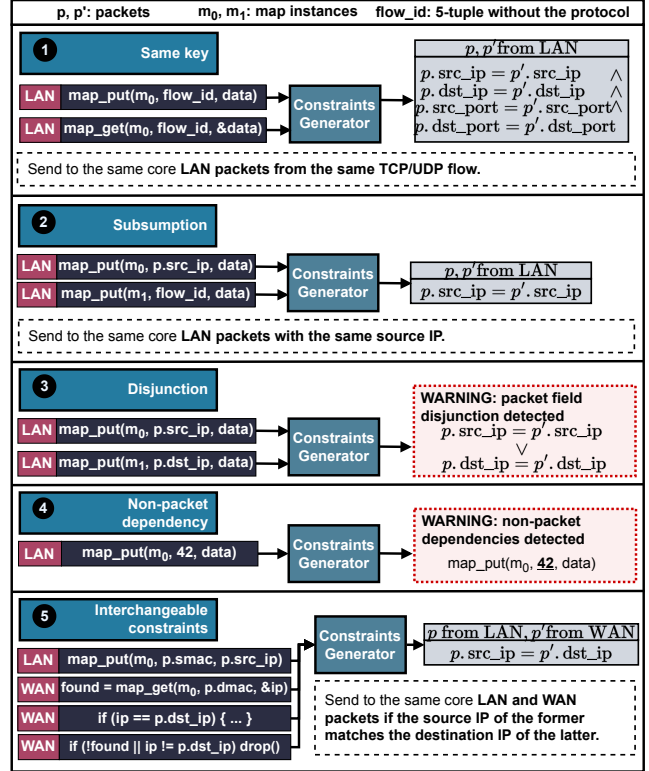 p, p': packets m₀, m₁: map instances flow_id: 5-tuple without the protocol
1 Same key
LAN map_put(m₀, flow_id, data)
LAN map_get(m₀, flow_id, &data)
Constraints
Generator
p, p′ from LAN
p. src_ip = p′. src_ip ∧
p. dst_ip = p′. dst_ip ∧
p. src_port = p′. src_port ∧
p. dst_port = p′. dst_port
Send to the same core LAN packets from the same TCP/UDP flow.
2 Subsumption
LAN map_put(m₀, p.src_ip, data)
LAN map_put(m₁, flow_id, data)
Constraints
Generator
p, p′ from LAN
p. src_ip = p′. src_ip
Send to the same core LAN packets with the same source IP.
3 Disjunction
LAN map_put(m₀, p.src_ip, data)
LAN map_put(m₁, p.dst_ip, data)
Constraints
Generator
WARNING: packet field
disjunction detected
p. src_ip = p′. src_ip
∨
p. dst_ip = p′. dst_ip
4 Non-packet
dependency
LAN map_put(m₀, 42, data)
Constraints
Generator
WARNING: non-packet
dependencies detected
map_put(m₀, 42, data)
5 Interchangeable
constraints
LAN map_put(m₀, p.smac, p.src_ip)
WAN found = map_get(m₀, p.dmac, &ip)
WAN if (ip == p.dst_ip) { ... }
WAN if (!found || ip != p.dst_ip) drop()
Constraints
Generator
p from LAN, p′ from WAN
p. src_ip = p′. dst_ip
Send to the same core LAN and WAN
packets if the source IP of the former
matches the destination IP of the latter.